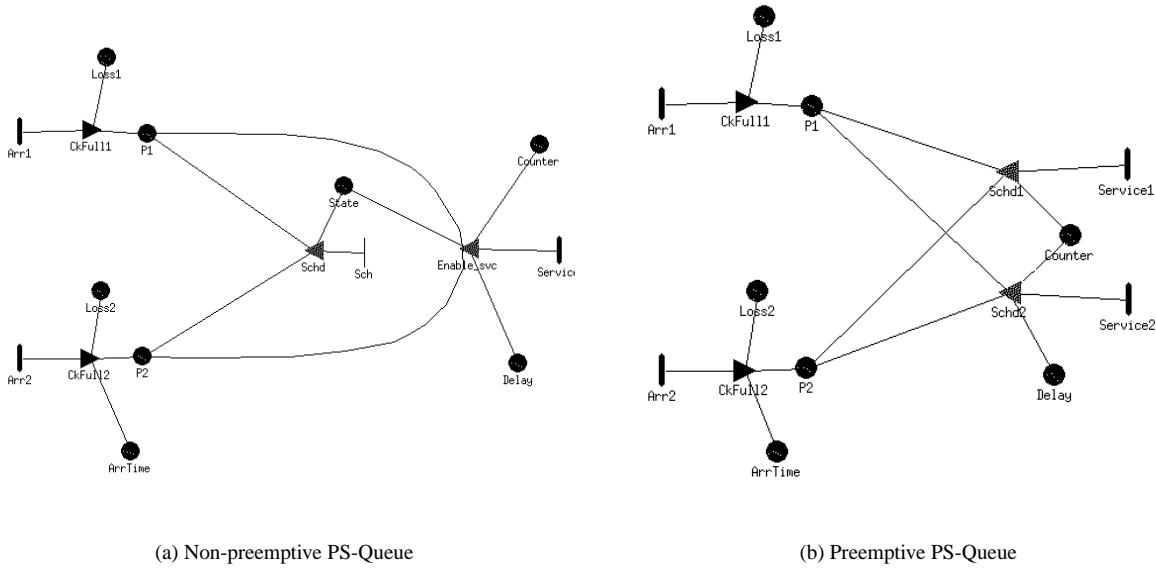 Loss1
Arr1
CkFull1
P1
Counter
State
Schd
Sch
Enable_svc
Service
Loss2
Arr2
CkFull2
P2
Delay
ArrTime
(a) Non-preemptive PS-Queue
Loss1
Arr1
CkFull1
P1
Schd1
Service1
Counter
Loss2
Schd2
Service2
Arr2
CkFull2
P2
Delay
ArrTime
(b) Preemptive PS-Queue